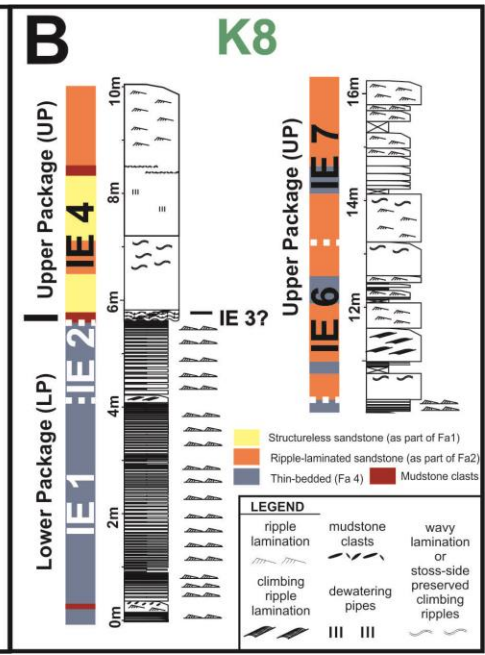 B
K8
Upper Package (UP)
Lower Package (LP)
IE 4
IE 2
IE 1
10m
8m
6m
4m
2m
0m
IE 3?
Upper Package (UP)
IE 7
IE 6
16m
14m
12m
Structureless sandstone (as part of Fa1)
Ripple-laminated sandstone (as part of Fa2)
Thin-bedded (Fa 4)
Mudstone clasts
LEGEND
ripple
lamination
mudstone
clasts
wavy
lamination
or
stoss-side
preserved
climbing
ripples
climbing
ripple
lamination
dewatering
pipes